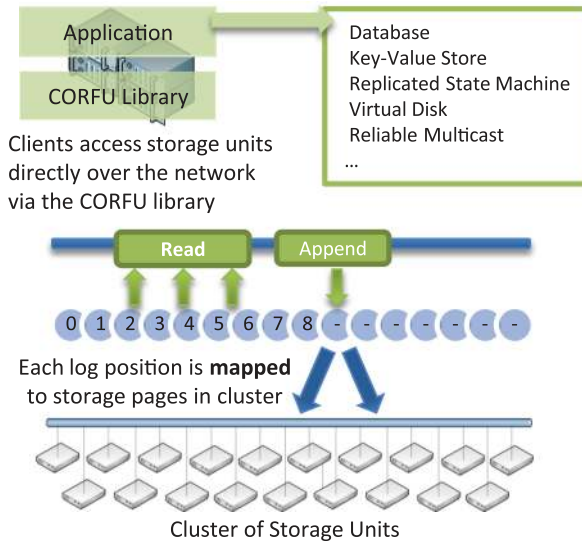 Application
CORFU Library
Database
Key-Value Store
Replicated State Machine
Virtual Disk
Reliable Multicast
...
Clients access storage units
directly over the network
via the CORFU library
Read Append
0 1 2 3 4 5 6 7 8 - - - - - - -
Each log position is mapped
to storage pages in cluster
Cluster of Storage Units